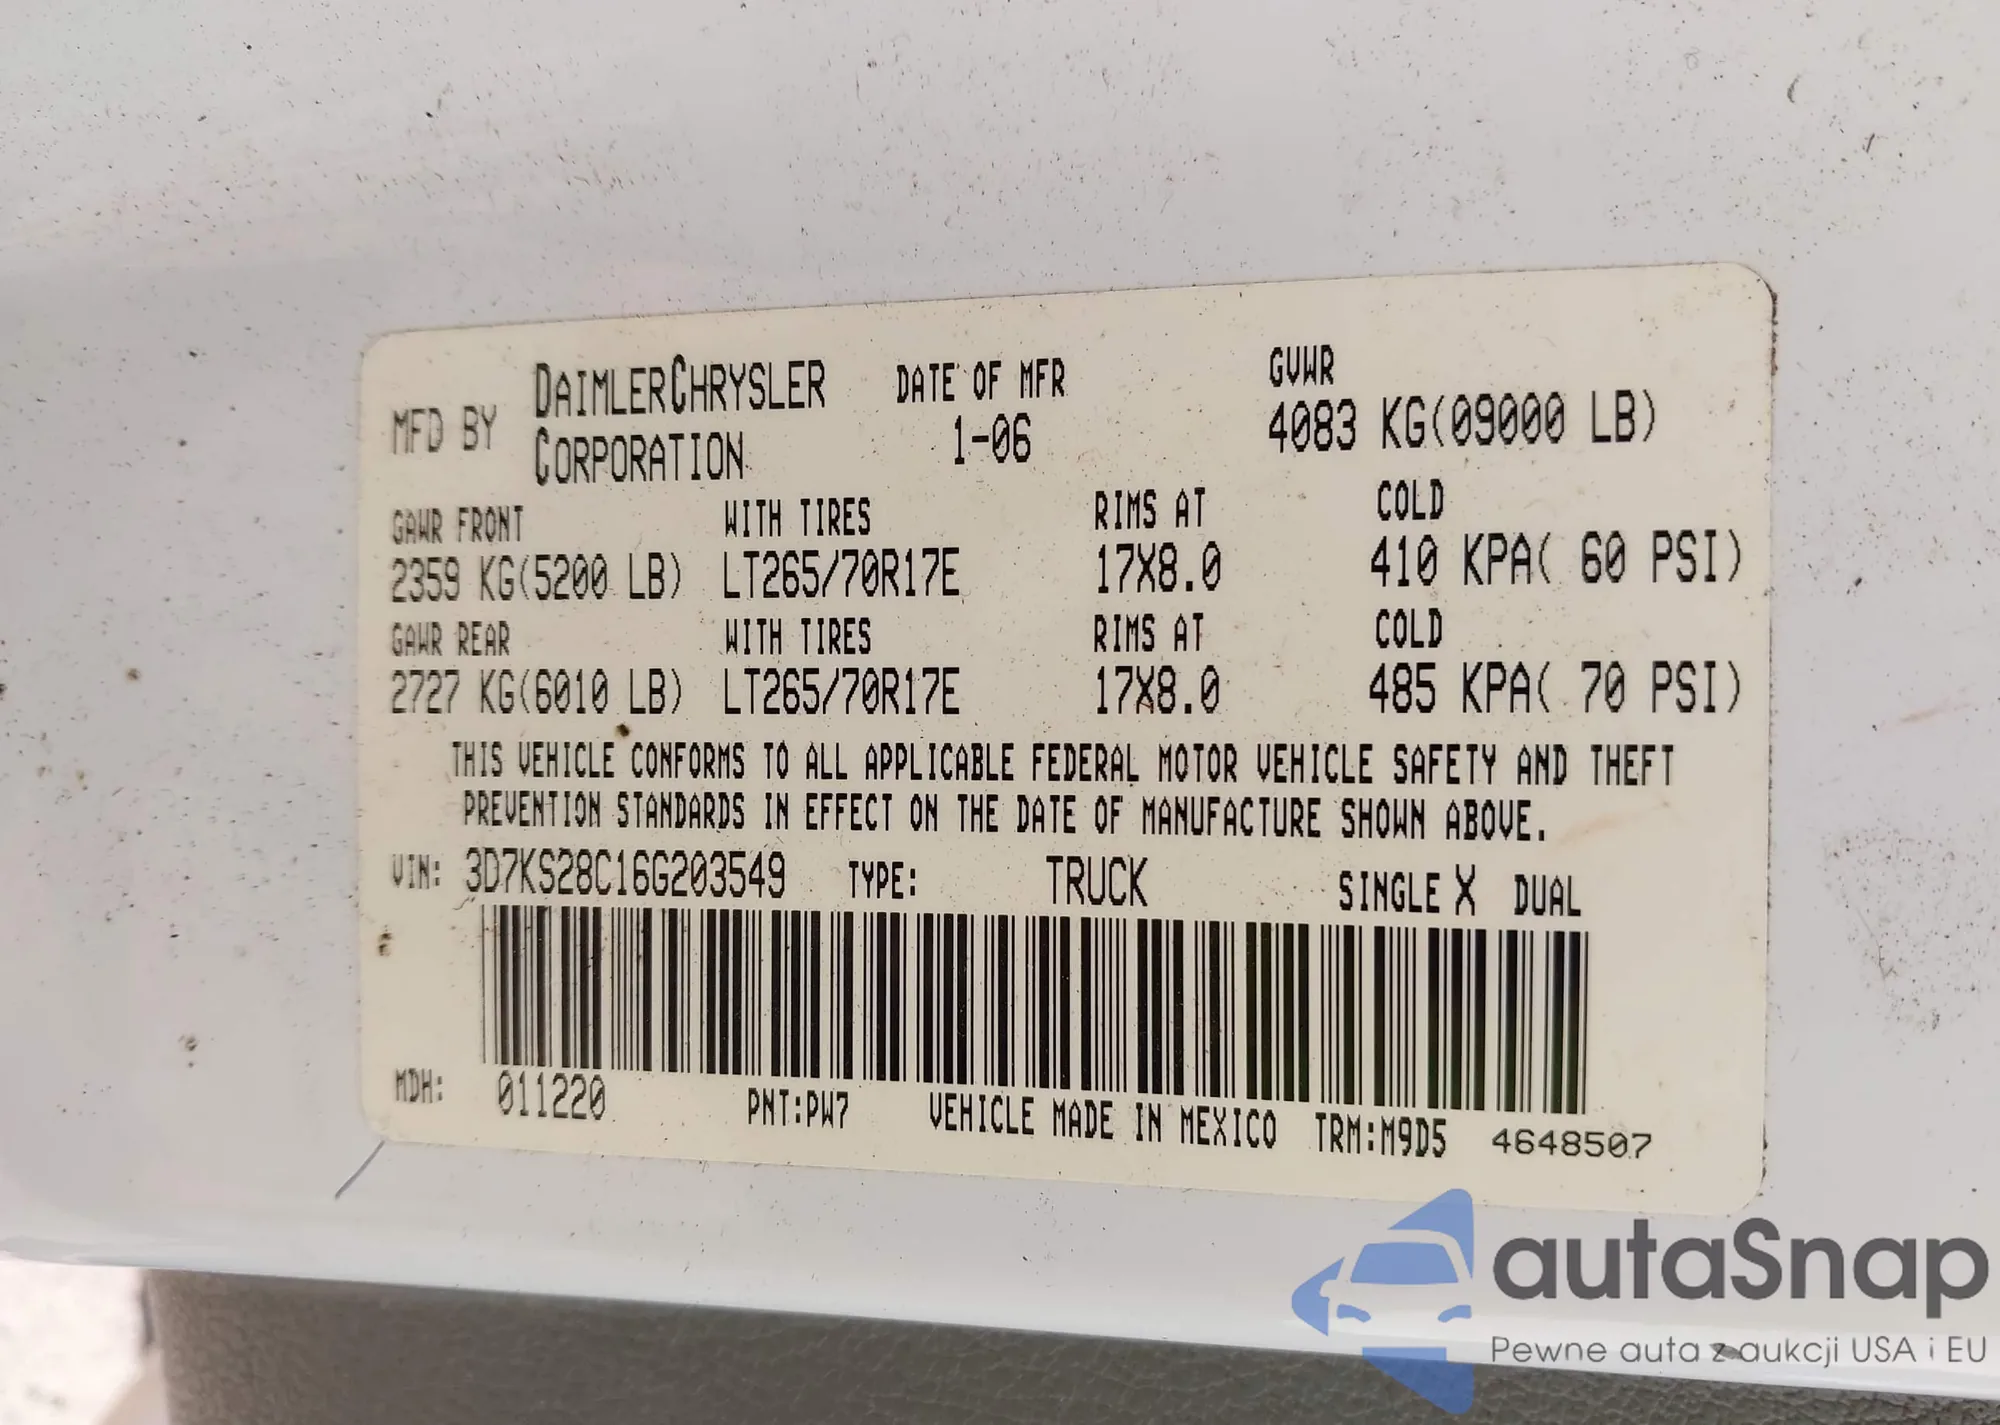 MFD BY DAIMLERCHRYSLER CORPORATION DATE OF MFR 1-06 GVWR 4083 KG(09000 LB)
GAWR FRONT WITH TIRES RIMS AT COLD
2359 KG(5200 LB) LT265/70R17E 17X8.0 410 KPA( 60 PSI)
GAWR REAR WITH TIRES RIMS AT COLD
2727 KG(6010 LB) LT265/70R17E 17X8.0 485 KPA( 70 PSI)
THIS VEHICLE CONFORMS TO ALL APPLICABLE FEDERAL MOTOR VEHICLE SAFETY AND THEFT
PREVENTION STANDARDS IN EFFECT ON THE DATE OF MANUFACTURE SHOWN ABOVE.
VIN: 3D7KS28C16G203549 TYPE: TRUCK SINGLE X DUAL
MDH: 011220 PNT:PW7 VEHICLE MADE IN MEXICO TRM:M9D5 4648507
autaSnap
Pewne auta z aukcji USA i EU